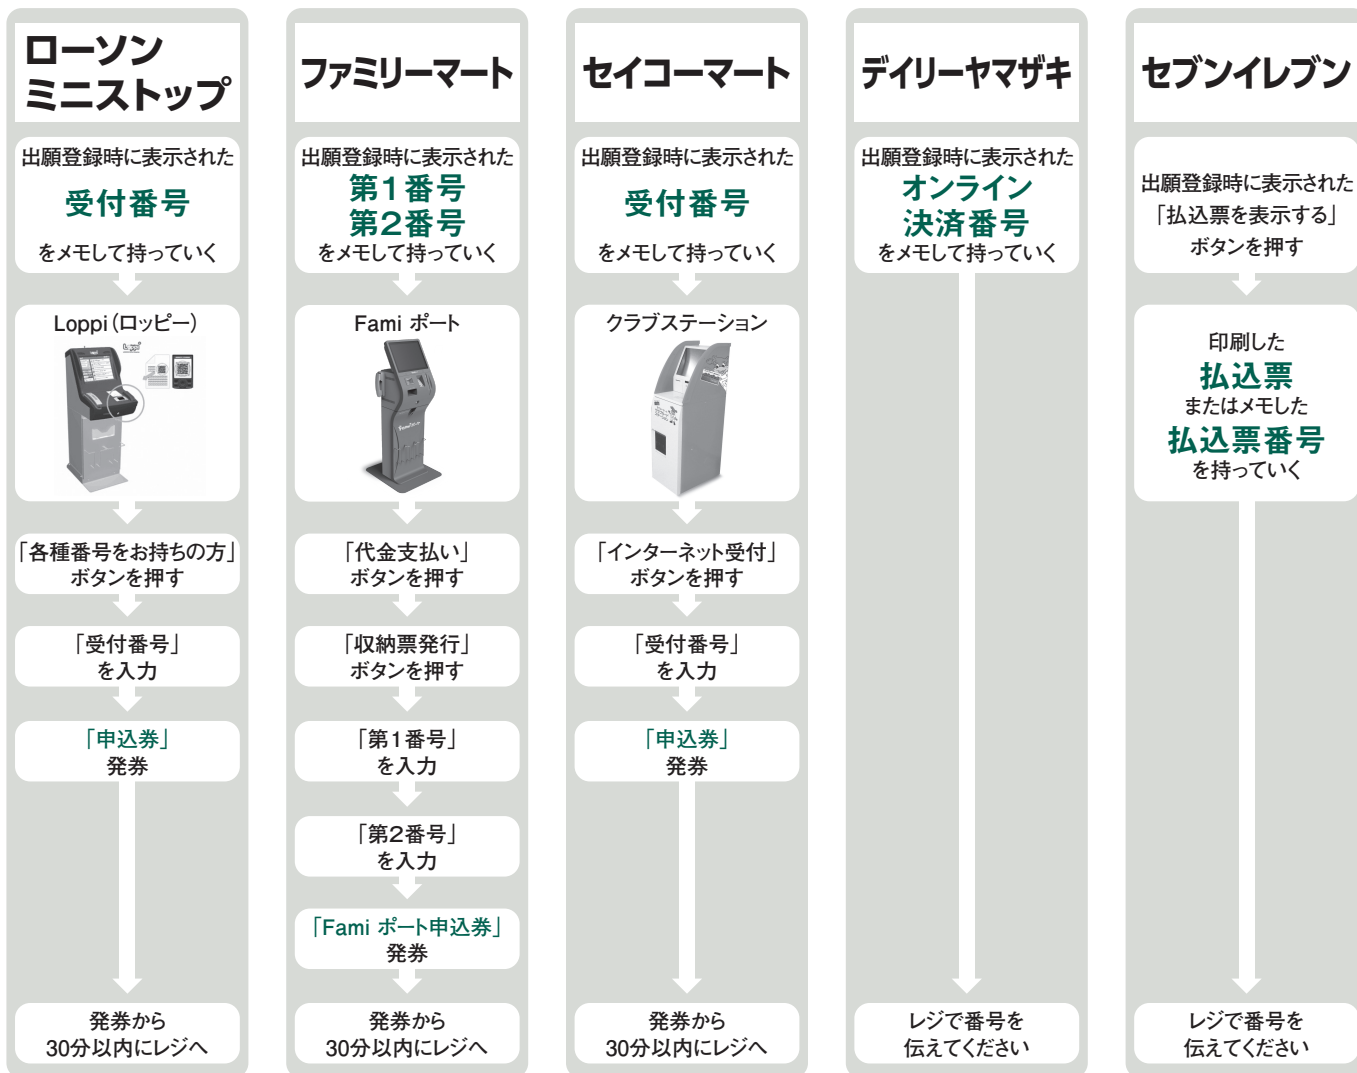 ローソン
ミニストップ
出願登録時に表示された
受付番号
をメモして持っていく
Loppi(ロッピー)
「各種番号をお持ちの方」
ボタンを押す
「受付番号」
を入力
「申込券」
発券
発券から
30分以内にレジへ
ファミリーマート
出願登録時に表示された
第1番号
第2番号
をメモして持っていく
Fami ポート
「代金支払い」
ボタンを押す
「収納票発行」
ボタンを押す
「第1番号」
を入力
「第2番号」
を入力
「Fami ポート申込券」
発券
発券から
30分以内にレジへ
セイコーマート
出願登録時に表示された
受付番号
をメモして持っていく
クラブステーション
「インターネット受付」
ボタンを押す
「受付番号」
を入力
「申込券」
発券
発券から
30分以内にレジへ
デイリーヤマザキ
出願登録時に表示された
オンライン
決済番号
をメモして持っていく
レジで番号を
伝えてください
セブンイレブン
出願登録時に表示された
「払込票を表示する」
ボタンを押す
印刷した
払込票
またはメモした
払込票番号
を持っていく
レジで番号を
伝えてください